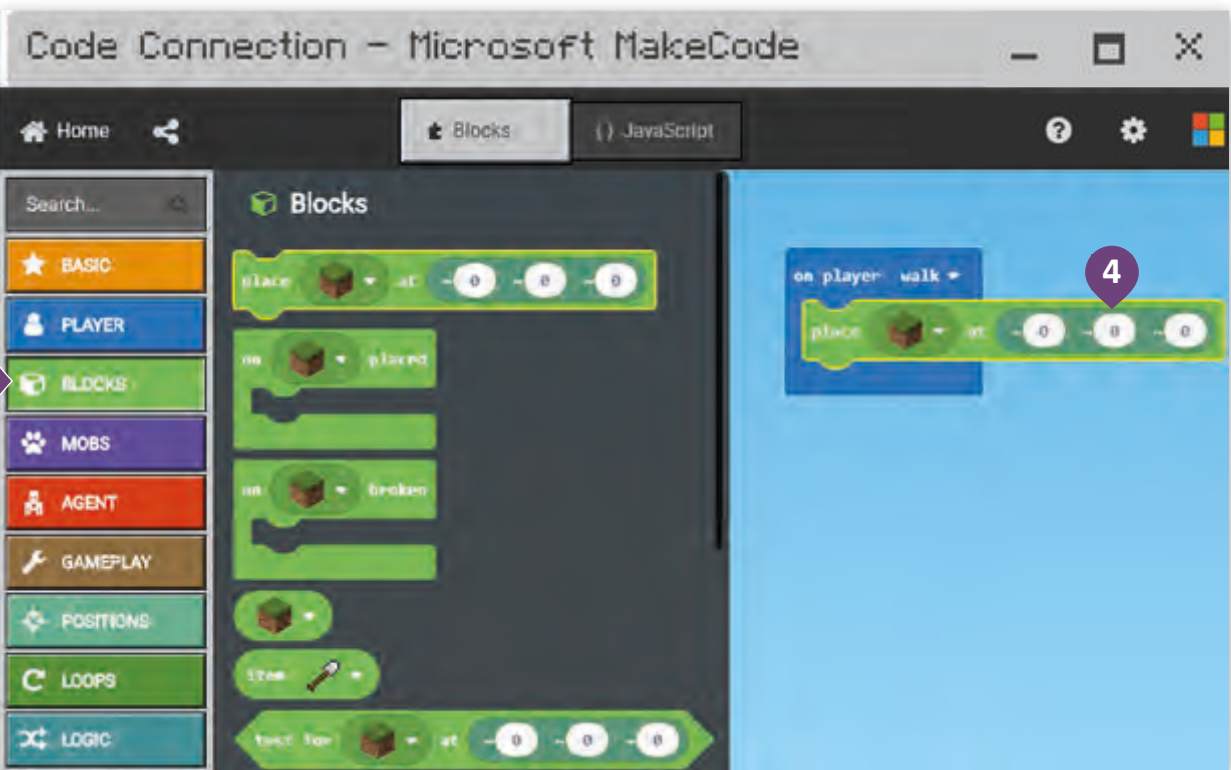 Code Connection - Microsoft MakeCode
Home
Blocks
{} JavaScript
Search...
BASIC
PLAYER
BLOCKS
MOBS
AGENT
GAMEPLAY
POSITIONS
LOOPS
LOGIC
Blocks
place at ~0 ~0 ~0
on placed
on broken
item
test for at ~0 ~0 ~0
on player walk
place at ~0 ~0 ~0
4